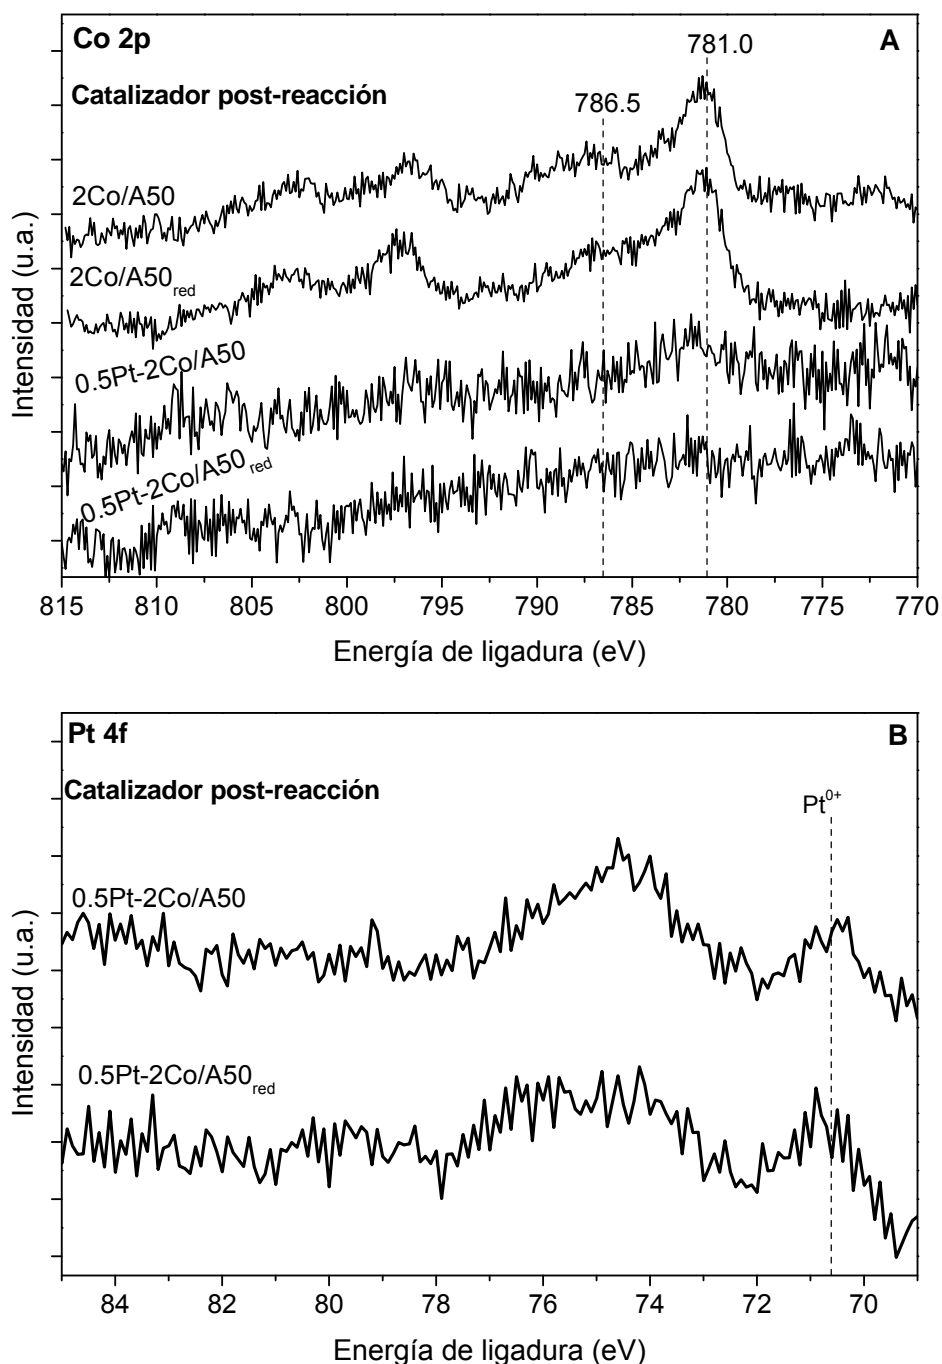 Co 2p
A
781.0
Catalizador post-reacción
786.5
2Co/A50
2Co/A50red
0.5Pt-2Co/A50
0.5Pt-2Co/A50red
Intensidad (u.a.)
815 810 805 800 795 790 785 780 775 770
Energía de ligadura (eV)
Pt 4f
B
Catalizador post-reacción
Pt0+
0.5Pt-2Co/A50
0.5Pt-2Co/A50red
Intensidad (u.a.)
84 82 80 78 76 74 72 70
Energía de ligadura (eV)